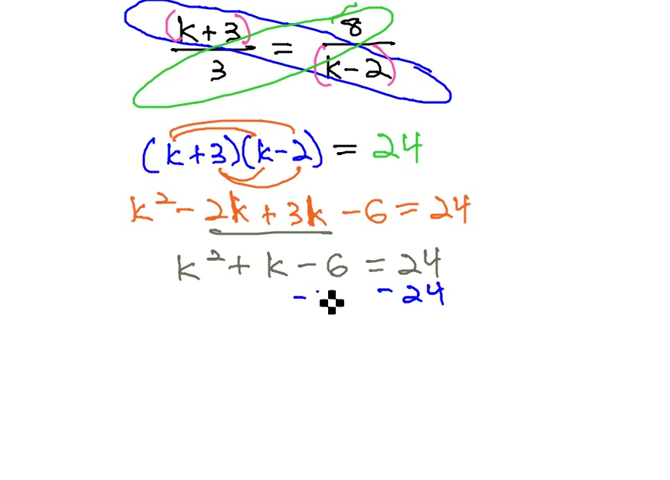 (k+3)/3 = 8/(k-2)
(k+3)(k-2) = 24
k² - 2k + 3k - 6 = 24
k² + k - 6 = 24
- - 24